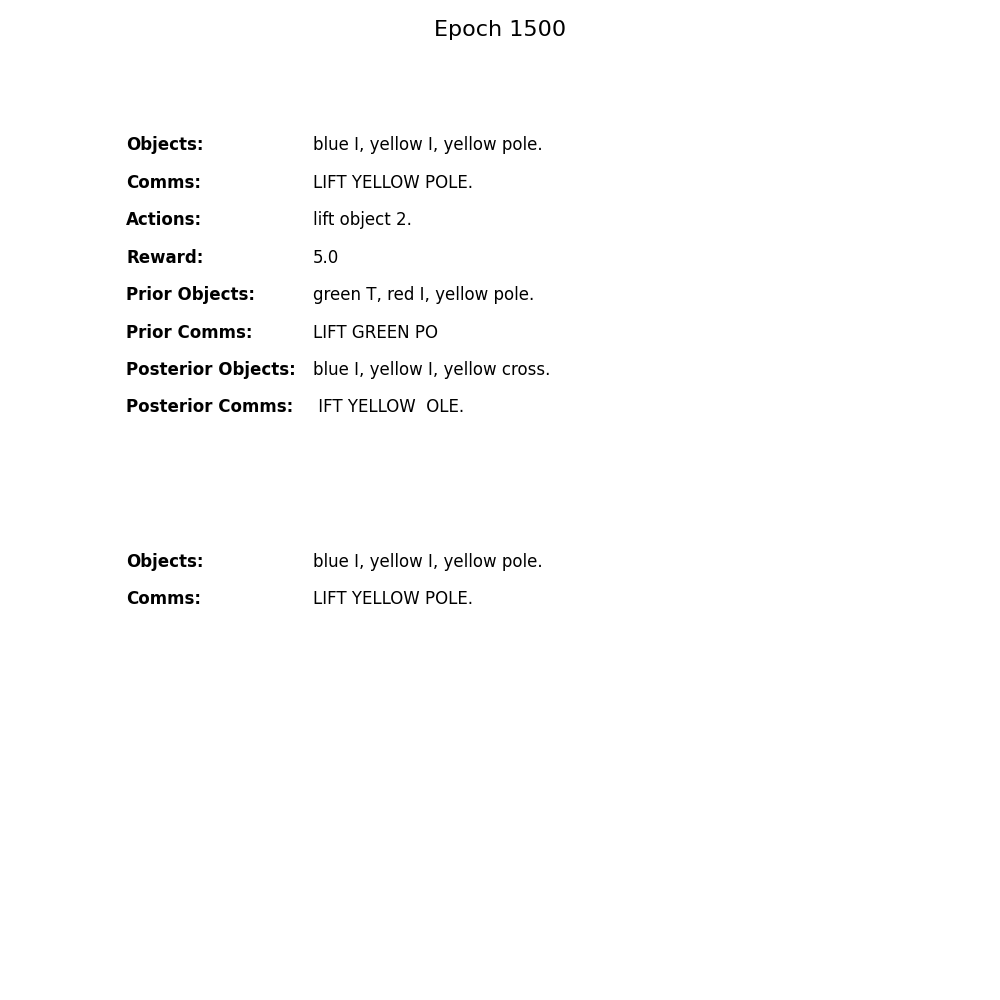 Epoch 1500
Objects: blue I, yellow I, yellow pole.
Comms: LIFT YELLOW POLE.
Actions: lift object 2.
Reward: 5.0
Prior Objects: green T, red I, yellow pole.
Prior Comms: LIFT GREEN PO
Posterior Objects: blue I, yellow I, yellow cross.
Posterior Comms:  IFT YELLOW  OLE.
Objects: blue I, yellow I, yellow pole.
Comms: LIFT YELLOW POLE.